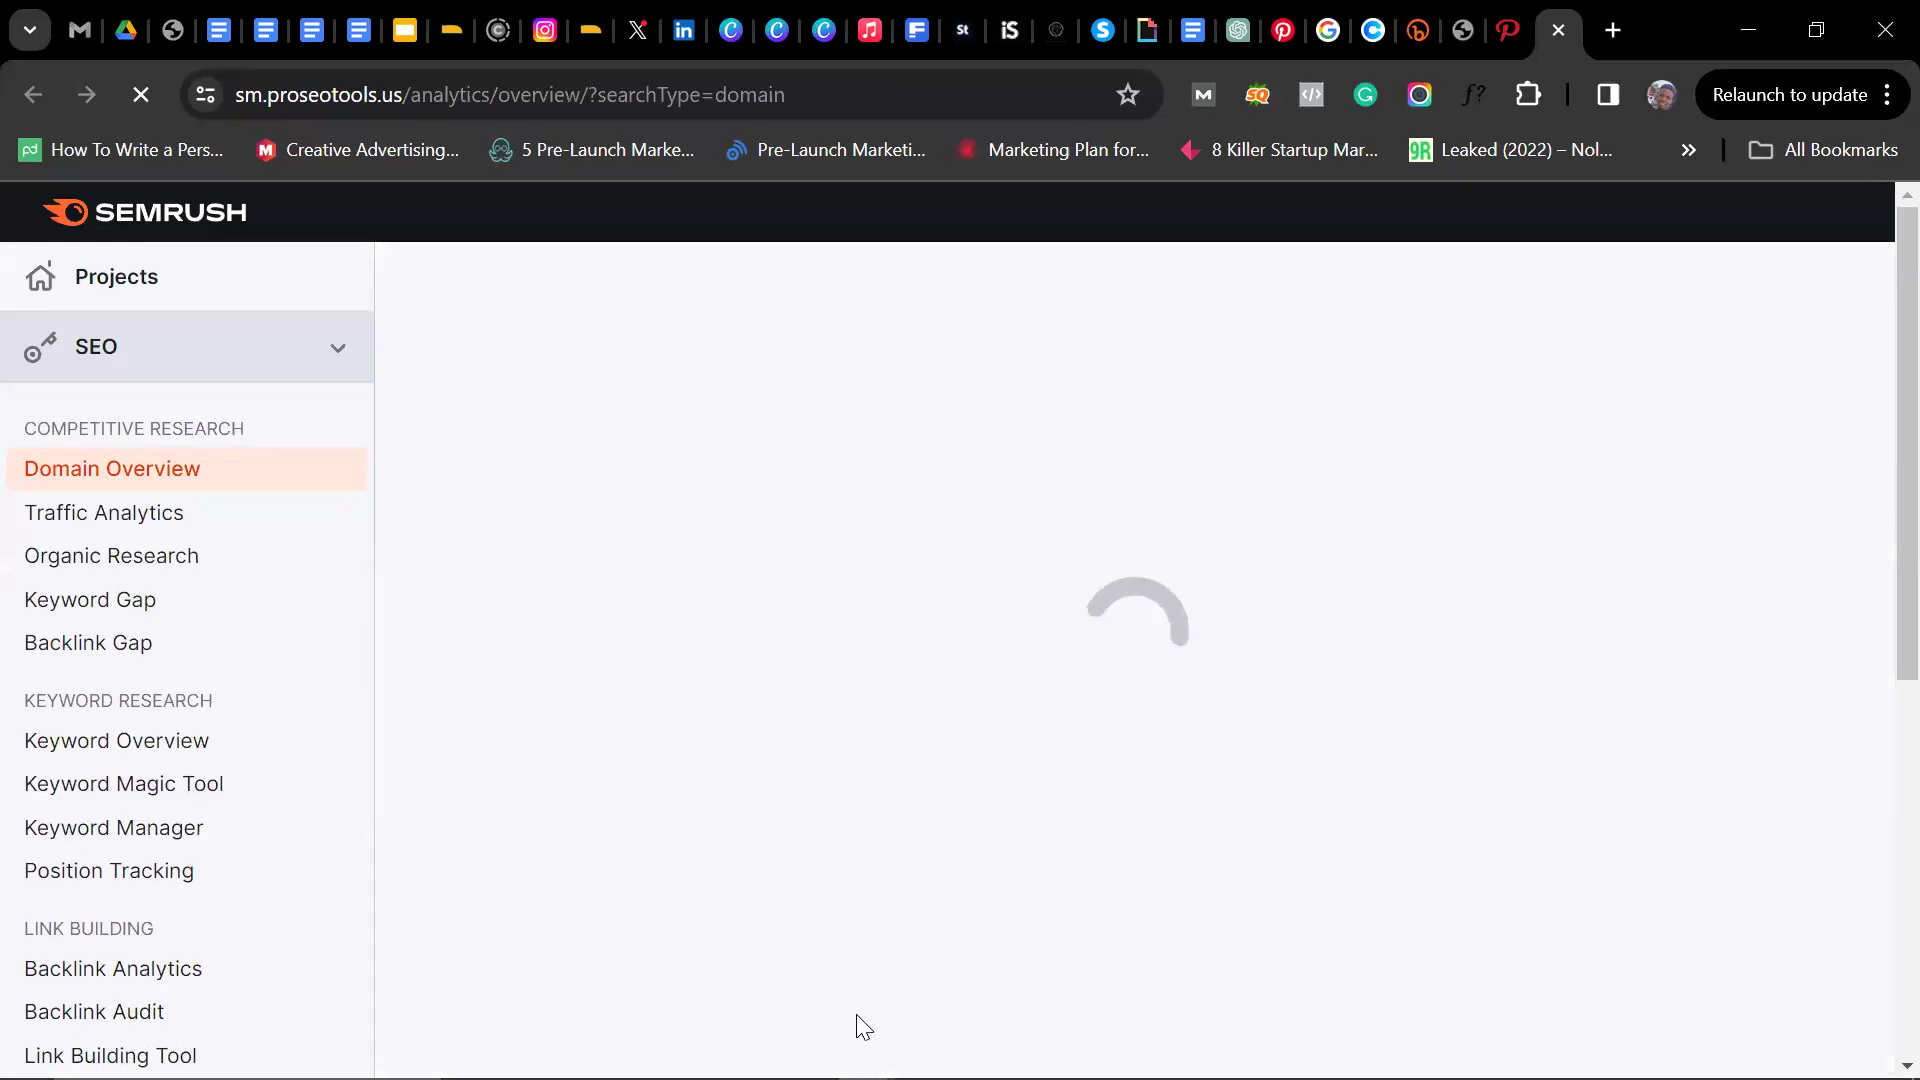 sm.proseotools.us/analytics/overview/?searchType=domain
Relaunch to update
How To Write a Pers...
Creative Advertising...
5 Pre-Launch Marke...
Pre-Launch Marketi...
Marketing Plan for...
8 Killer Startup Mar...
Leaked (2022) – Nol...
All Bookmarks
SEMRUSH
Projects
SEO
COMPETITIVE RESEARCH
Domain Overview
Traffic Analytics
Organic Research
Keyword Gap
Backlink Gap
KEYWORD RESEARCH
Keyword Overview
Keyword Magic Tool
Keyword Manager
Position Tracking
LINK BUILDING
Backlink Analytics
Backlink Audit
Link Building Tool